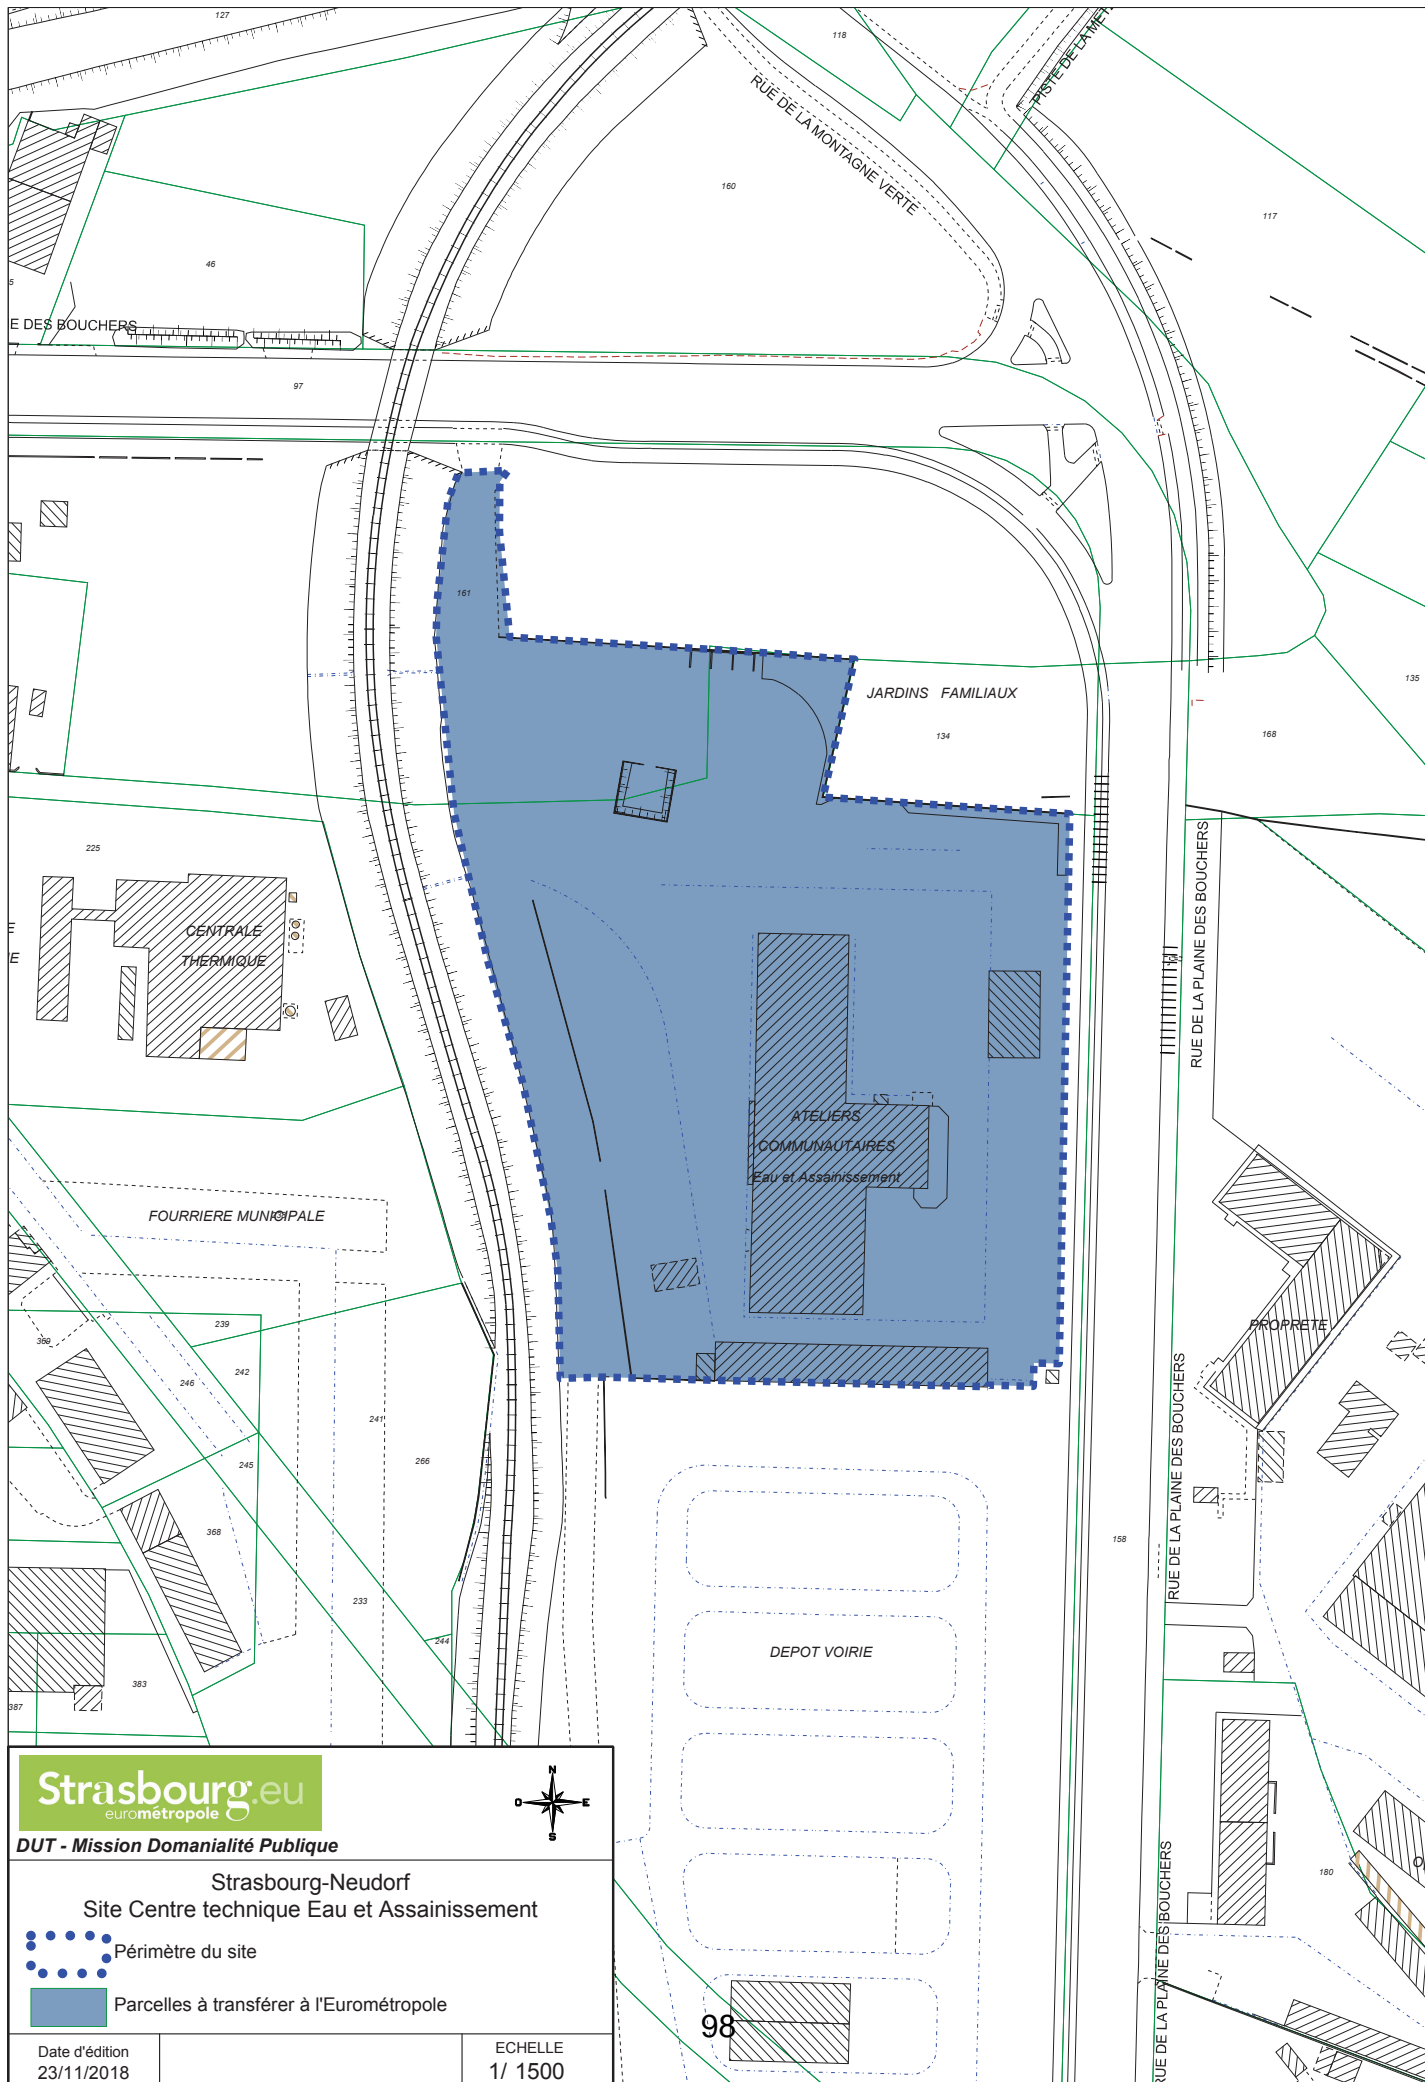 127
118
PISTE DE LA MET
RUE DE LA MONTAGNE VERTE
160
117
46
E DES BOUCHERS
97
161
JARDINS FAMILIAUX
134
135
168
225
CENTRALE
THERMIQUE
RUE DE LA PLAINE DES BOUCHERS
ATELIERS
COMMUNAUTAIRES
Eau et Assainissement
FOURRIERE MUNICIPALE
PROPRETE
239
369
242
246
241
245
266
368
RUE DE LA PLAINE DES BOUCHERS
158
233
244
DEPOT VOIRIE
383
387
180
RUE DE LA PLAINE DES BOUCHERS
Strasbourg.eu
eurométropole
N
O E
S
DUT - Mission Domanialité Publique
Strasbourg-Neudorf
Site Centre technique Eau et Assainissement
Périmètre du site
Parcelles à transférer à l'Eurométropole
98
Date d'édition
23/11/2018
ECHELLE
1/ 1500